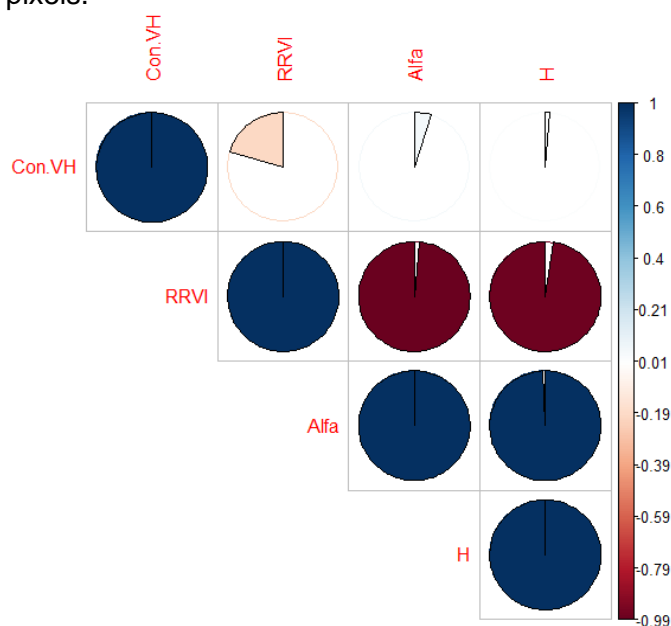 pixels.
Con.VH
RRVI
Alfa
H
Con.VH
RRVI
Alfa
H
1
0.8
0.6
0.4
0.21
0.01
-0.19
-0.39
-0.59
-0.79
-0.99